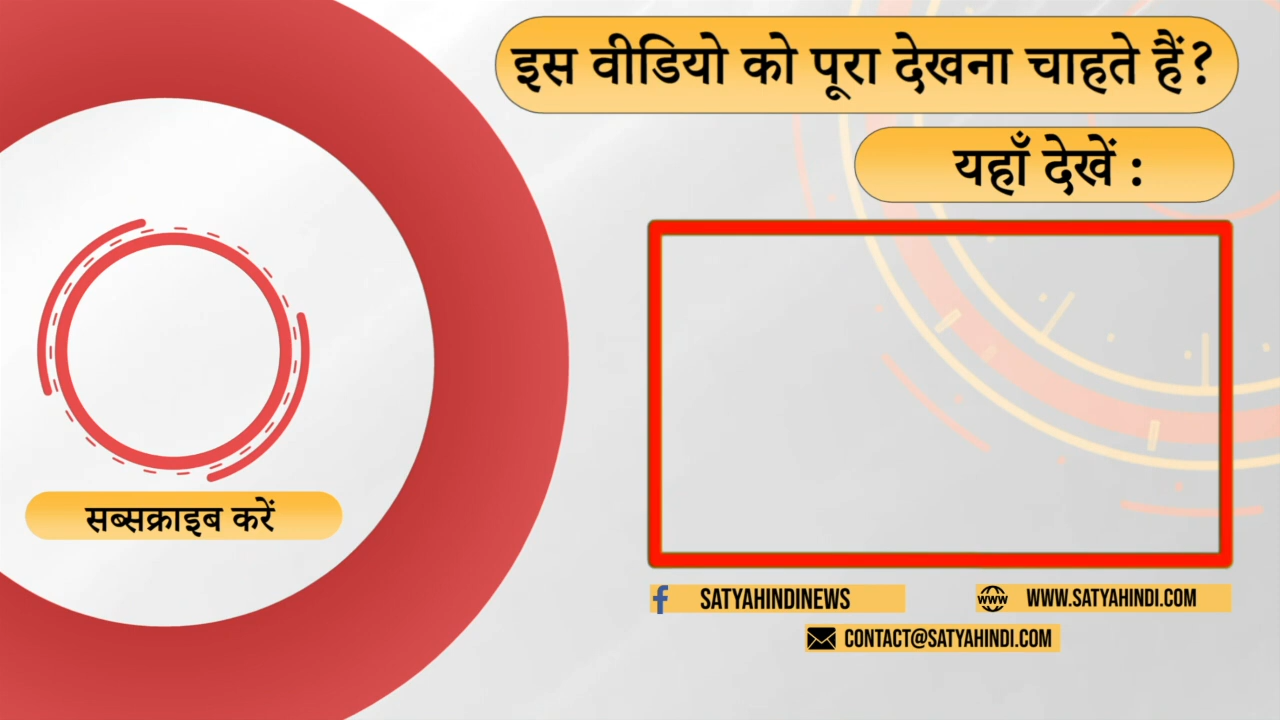 इस वीडियो को पूरा देखना चाहते हैं?
यहाँ देखें :
सब्सक्राइब करें
SATYAHINDINEWS
WWW.SATYAHINDI.COM
CONTACT@SATYAHINDI.COM